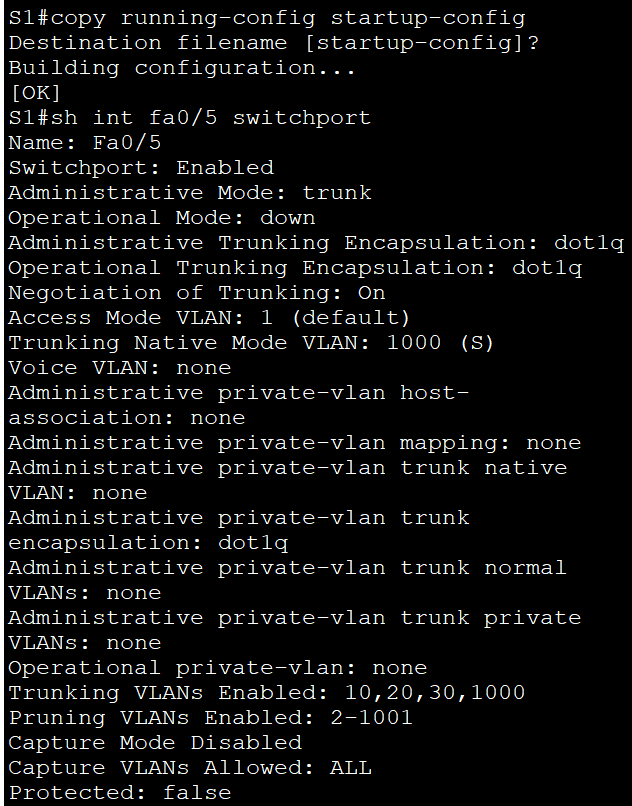 S1#copy running-config startup-config
Destination filename [startup-config]?
Building configuration...
[OK]
S1#sh int fa0/5 switchport
Name: Fa0/5
Switchport: Enabled
Administrative Mode: trunk
Operational Mode: down
Administrative Trunking Encapsulation: dot1q
Operational Trunking Encapsulation: dot1q
Negotiation of Trunking: On
Access Mode VLAN: 1 (default)
Trunking Native Mode VLAN: 1000 (S)
Voice VLAN: none
Administrative private-vlan host-
association: none
Administrative private-vlan mapping: none
Administrative private-vlan trunk native
VLAN: none
Administrative private-vlan trunk
encapsulation: dot1q
Administrative private-vlan trunk normal
VLANs: none
Administrative private-vlan trunk private
VLANs: none
Operational private-vlan: none
Trunking VLANs Enabled: 10,20,30,1000
Pruning VLANs Enabled: 2-1001
Capture Mode Disabled
Capture VLANs Allowed: ALL
Protected: false